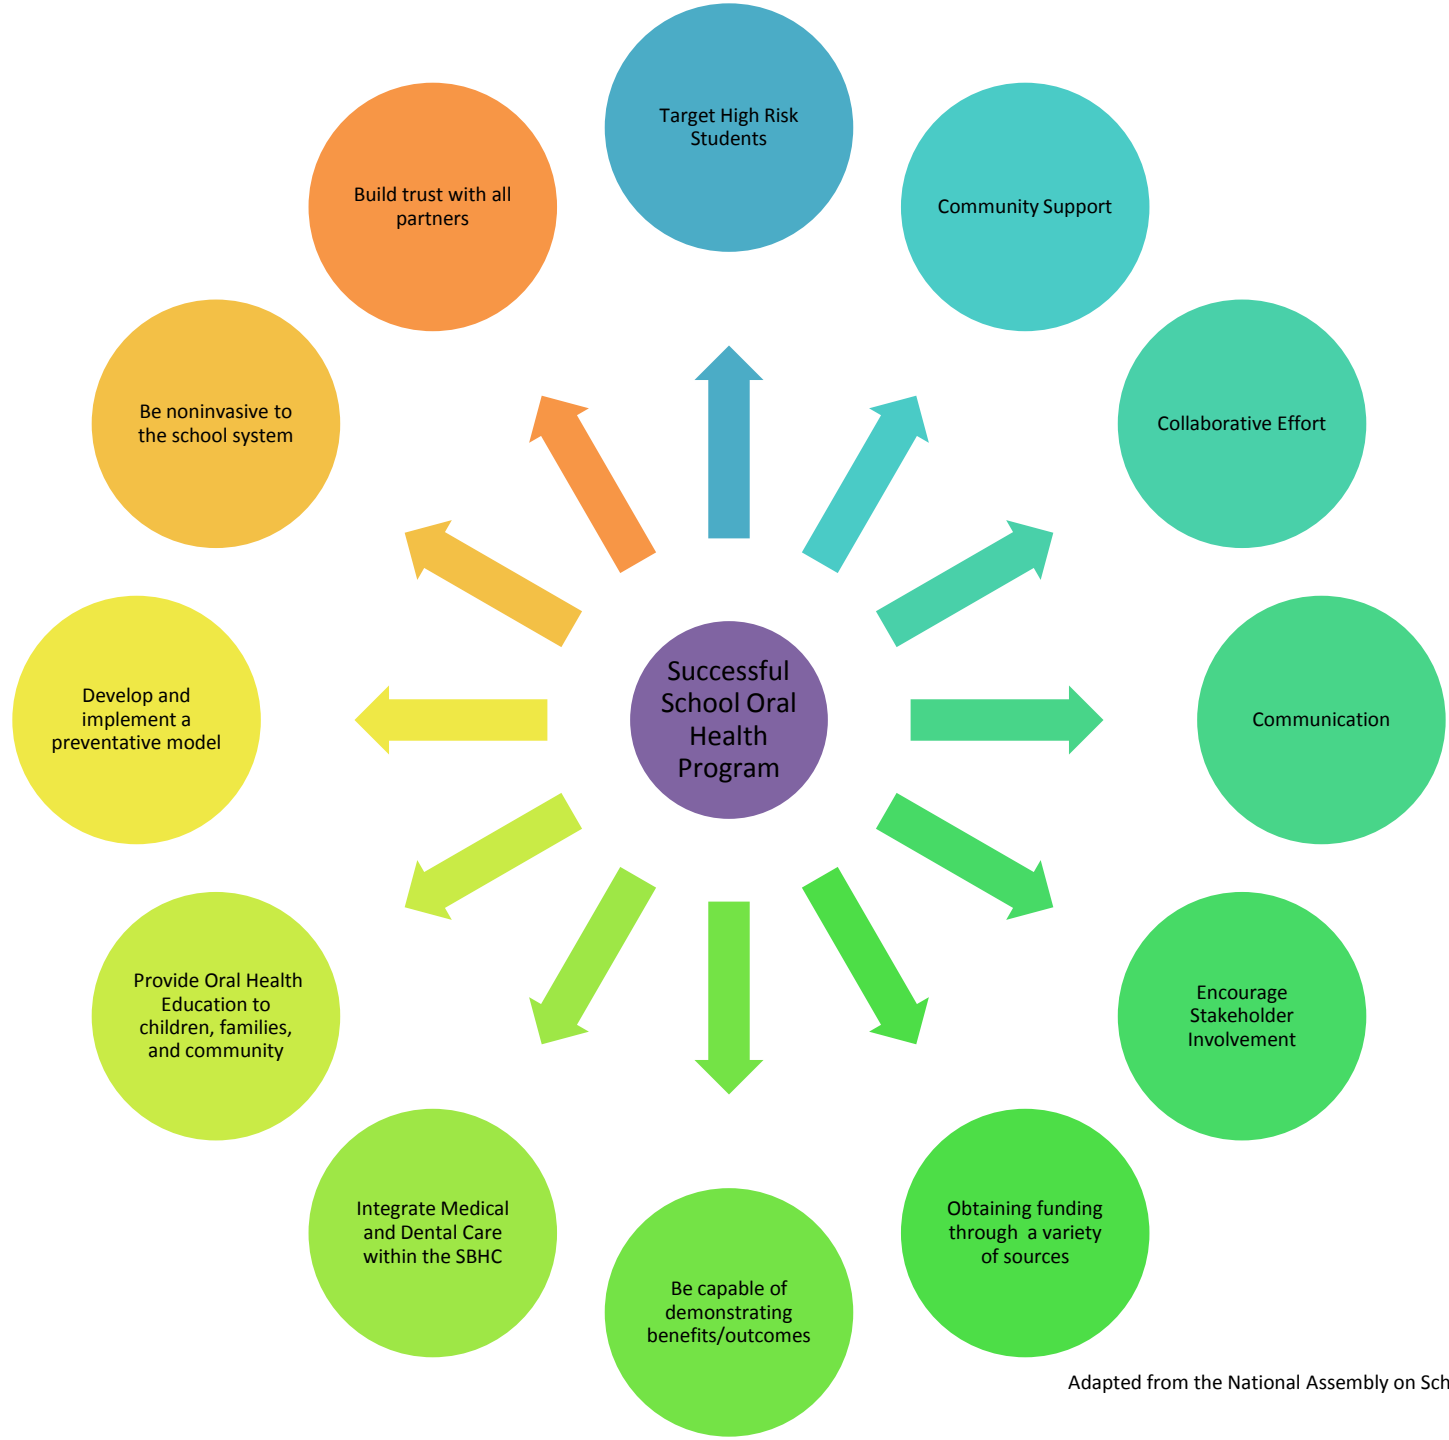 Target High Risk
Students
Community Support
Collaborative Effort
Communication
Encourage
Stakeholder
Involvement
Obtaining funding
through  a variety
of sources
Be capable of
demonstrating
benefits/outcomes
Integrate Medical
and Dental Care
within the SBHC
Provide Oral Health
Education to
children, families,
and community
Develop and
implement a
preventative model
Be noninvasive to
the school system
Build trust with all
partners
Successful
School Oral
Health
Program
Adapted from the National Assembly on Sch